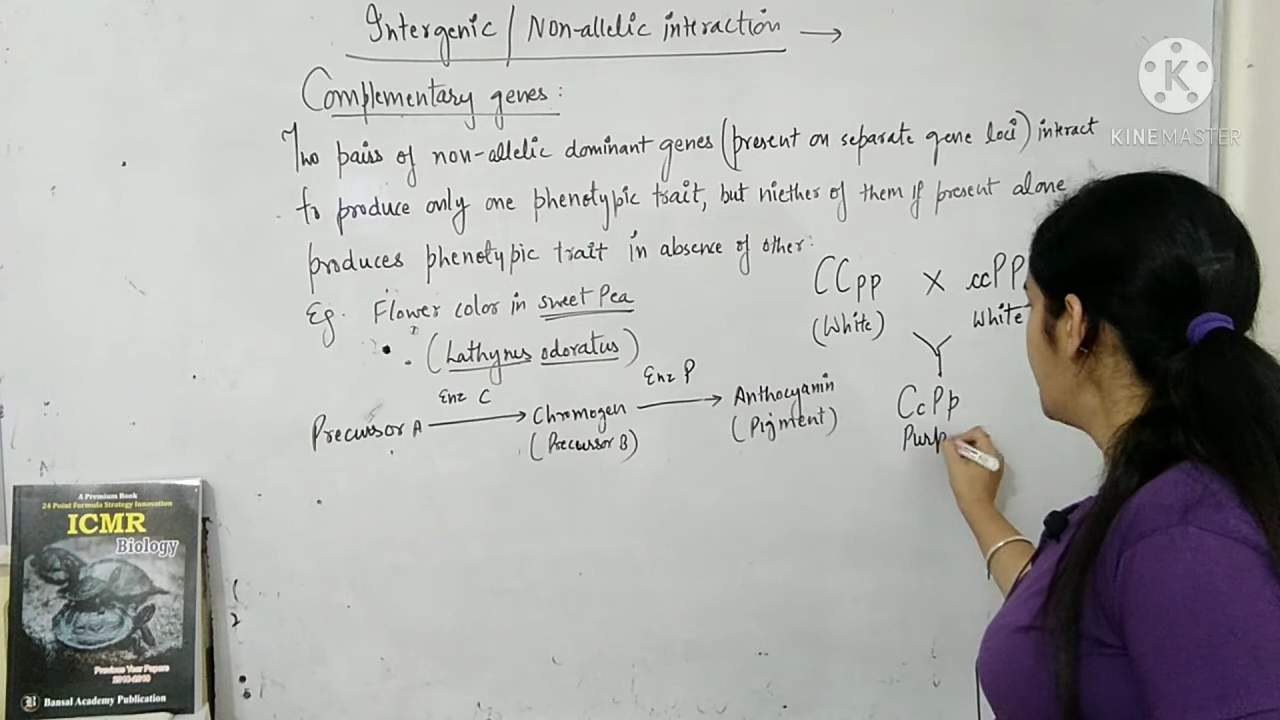 Intergenic / Non-allelic interaction →
Complementary genes :
Two pairs of non-allelic dominant genes (present on separate gene loci) interact
to produce only one phenotypic trait, but niether of them if present alone
produces phenotypic trait in absence of other:
Eg. Flower color in sweet Pea
(Lathyrus odoratus)
CCpp × ccPP
(White) White
CcPp
Purp
Enz C Enz P
Precursor A → Chromogen → Anthocyanin
(Precursor B) (Pigment)
KINEMASTER
A Premium Book
24 Point Formula Strategy Innovation
ICMR
Biology
Previous Year Papers
Bansal Academy Publication